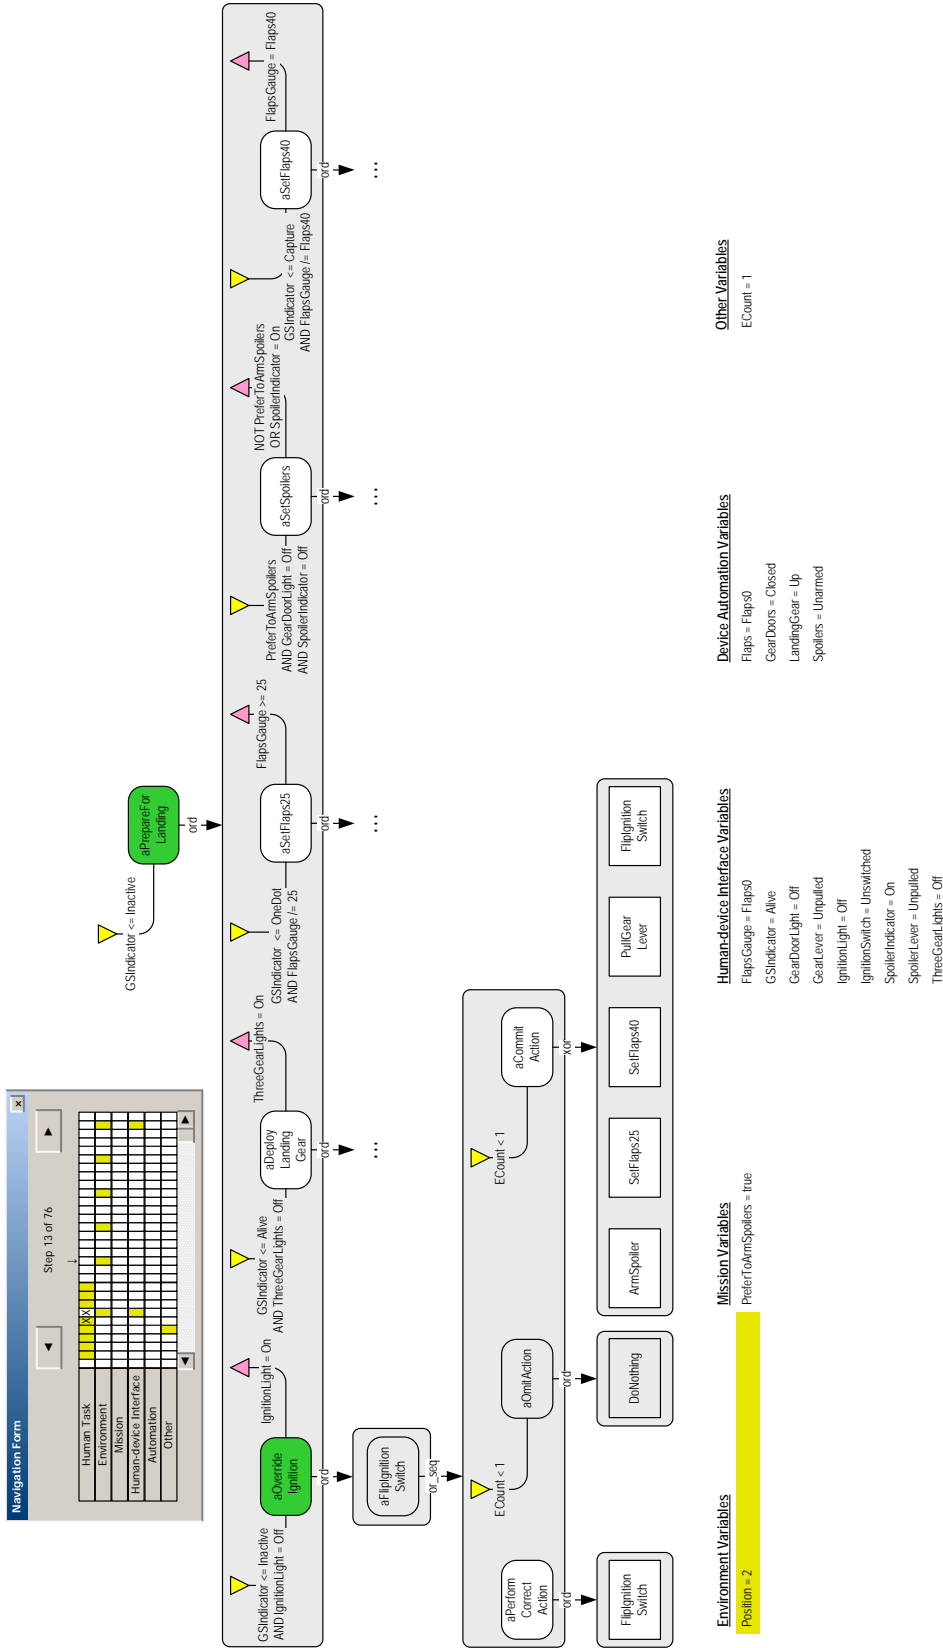 Navigation Form
×
Step 13 of 76
↓
Human Task
X X
Environment
Mission
Human-device Interface
Automation
Other
GSIndicator <= Inactive
aPrepareFor
Landing
ord
GSIndicator <= Inactive
AND IgnitionLight = Off
aOverride
Ignition
IgnitionLight = On
ord
GSIndicator <= Alive
AND ThreeGearLights = Off
aDeploy
Landing
Gear
ThreeGearLights = On
ord
...
GSIndicator <= OneDot
AND FlapsGauge /= 25
aSetFlaps25
FlapsGauge >= 25
ord
...
PreferToArmSpoilers
AND GearDoorLight = Off
AND SpoilerIndicator = Off
aSetSpoilers
NOT PreferToArmSpoilers
OR SpoilerIndicator = On
ord
...
GSIndicator <= Capture
AND FlapsGauge /= Flaps40
aSetFlaps40
FlapsGauge = Flaps40
ord
...
aFlipIgnition
Switch
or_seq
aPerform
Correct
Action
ord
ECount < 1
aOmitAction
ord
ECount < 1
aCommit
Action
xor
FlipIgnition
Switch
DoNothing
ArmSpoiler
SetFlaps25
SetFlaps40
PullGear
Lever
FlipIgnition
Switch
Environment Variables
Position = 2
Mission Variables
PreferToArmSpoilers = true
Human-device Interface Variables
FlapsGauge = Flaps0
GSIndicator = Alive
GearDoorLight = Off
GearLever = Unpulled
IgnitionLight = Off
IgnitionSwitch = Unswitched
SpoilerIndicator = On
SpoilerLever = Unpulled
ThreeGearLights = Off
Device Automation Variables
Flaps = Flaps0
GearDoors = Closed
LandingGear = Up
Spoilers = Unarmed
Other Variables
ECount = 1